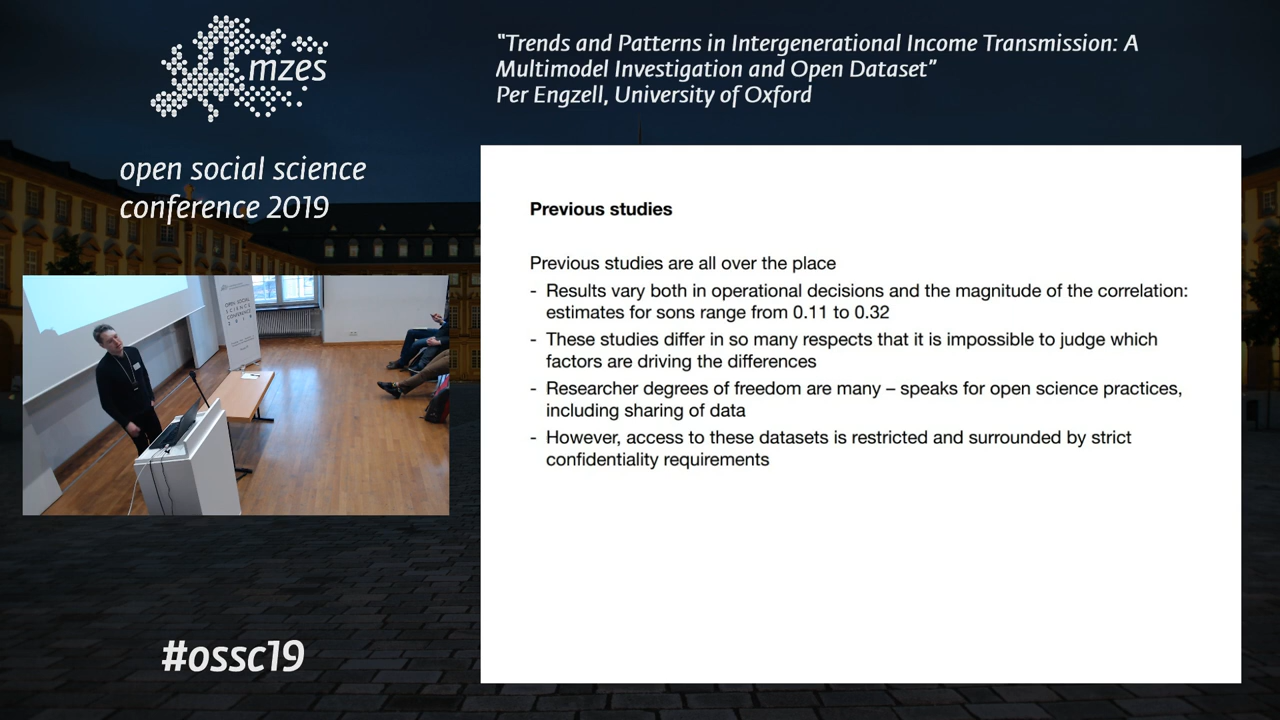 mzes
open social science
conference 2019
"Trends and Patterns in Intergenerational Income Transmission: A
Multimodel Investigation and Open Dataset"
Per Engzell, University of Oxford
OPEN SOCIAL
SCIENCE
CONFERENCE
2019
Previous studies
Previous studies are all over the place
- Results vary both in operational decisions and the magnitude of the correlation:
estimates for sons range from 0.11 to 0.32
- These studies differ in so many respects that it is impossible to judge which
factors are driving the differences
- Researcher degrees of freedom are many – speaks for open science practices,
including sharing of data
- However, access to these datasets is restricted and surrounded by strict
confidentiality requirements
#ossc19